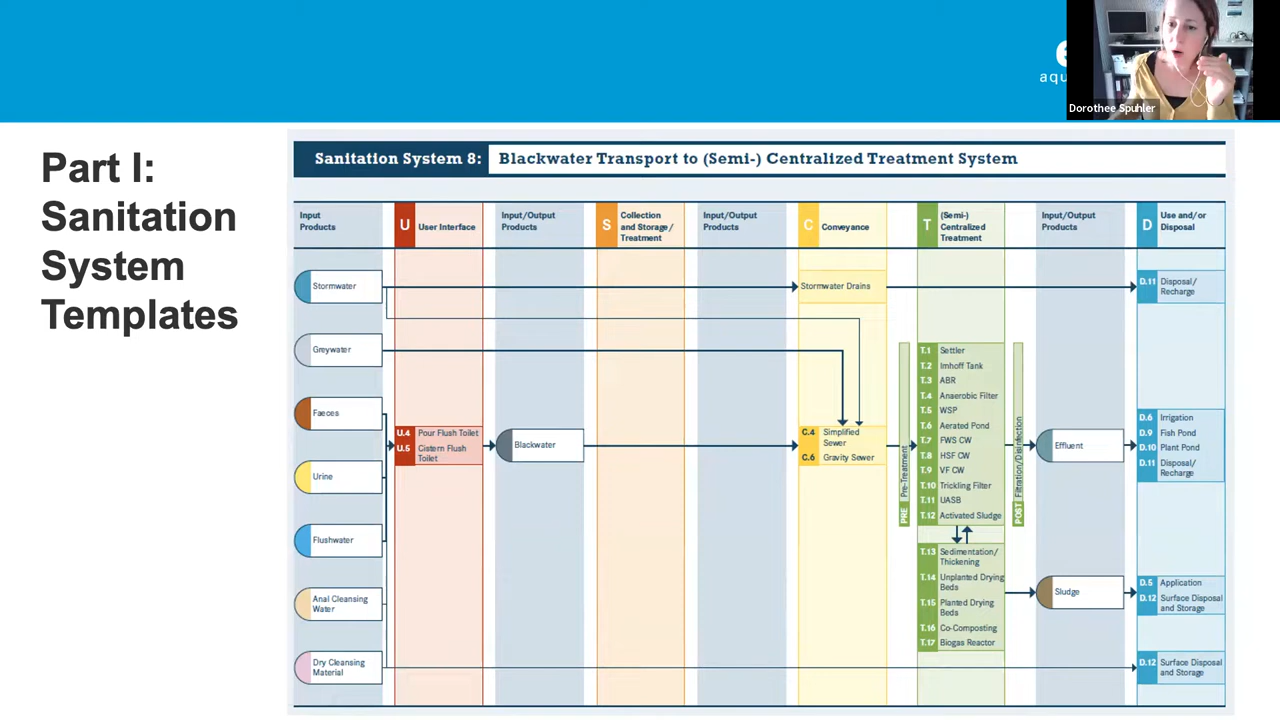 aqu
Dorothee Spuhler
Part I:
Sanitation
System
Templates
Sanitation System 8: Blackwater Transport to (Semi-) Centralized Treatment System
Input
Products
U User Interface
Input/Output
Products
S Collection
and Storage/
Treatment
Input/Output
Products
C Conveyance
T (Semi-)
Centralized
Treatment
Input/Output
Products
D Use and/or
Disposal
Stormwater
Stormwater Drains
D.11 Disposal/
Recharge
Greywater
Faeces
Urine
Flushwater
Anal Cleansing
Water
Dry Cleansing
Material
U.4 Pour Flush Toilet
U.5 Cistern Flush
Toilet
Blackwater
C.4 Simplified
Sewer
C.6 Gravity Sewer
PRE Pre-Treatment
T.1 Settler
T.2 Imhoff Tank
T.3 ABR
T.4 Anaerobic Filter
T.5 WSP
T.6 Aerated Pond
T.7 FWS CW
T.8 HSF CW
T.9 VF CW
T.10 Trickling Filter
T.11 UASB
T.12 Activated Sludge
T.13 Sedimentation/
Thickening
T.14 Unplanted Drying
Beds
T.15 Planted Drying
Beds
T.16 Co-Composting
T.17 Biogas Reactor
POST Filtration/Disinfection
Effluent
Sludge
D.6 Irrigation
D.9 Fish Pond
D.10 Plant Pond
D.11 Disposal/
Recharge
D.5 Application
D.12 Surface Disposal
and Storage
D.12 Surface Disposal
and Storage